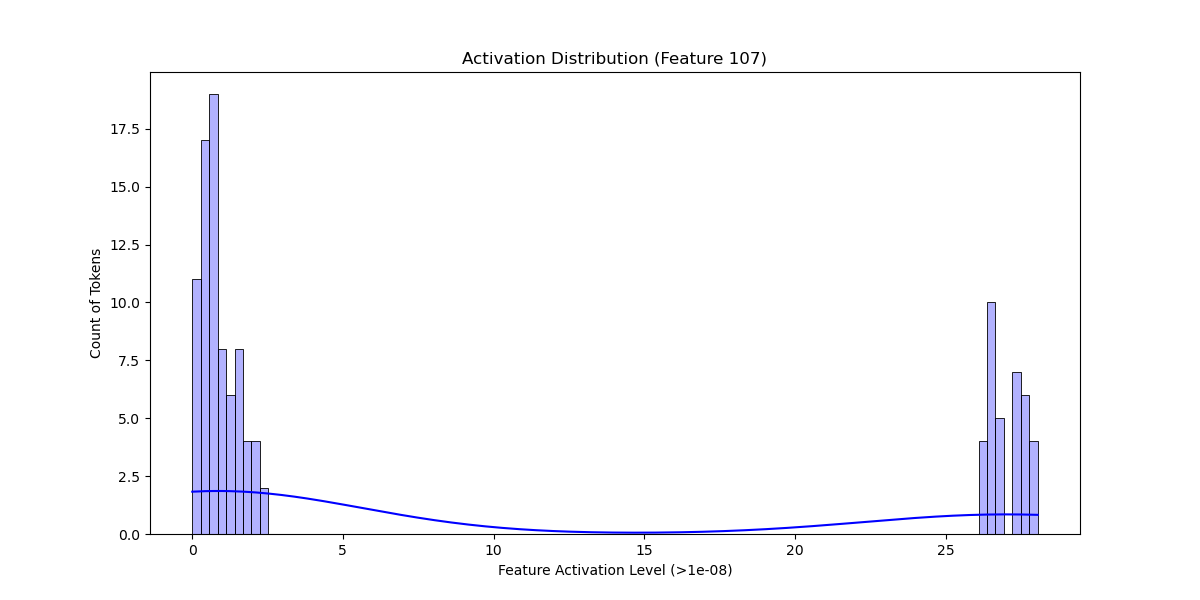 Activation Distribution (Feature 107)
17.5
15.0
12.5
10.0
7.5
5.0
2.5
0.0
Count of Tokens
0 5 10 15 20 25
Feature Activation Level (>1e-08)